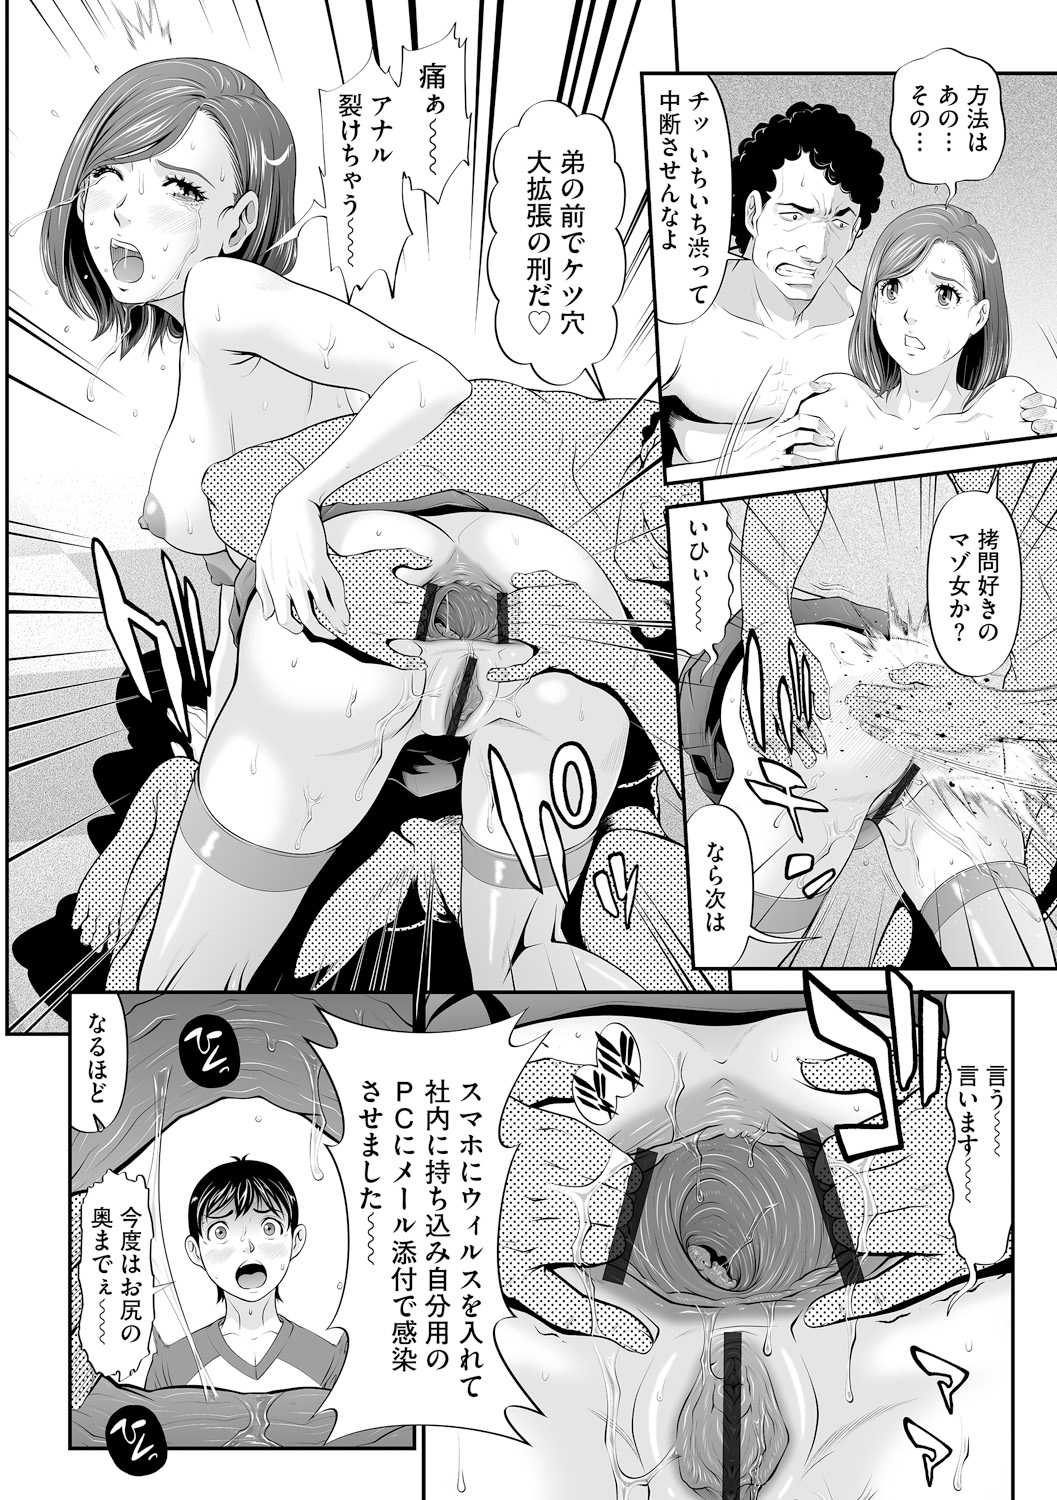 方法は
あの…
その…
チッ いちいち渋って
中断させんなよ
弟の前でケツ穴
大拡張の刑だ♡
痛ぁ～～～
アナル
裂けちゃう～～
拷問好きの
マゾ女か？
いひぃ～～～
なら次は
言う～～～
言います～～～
スマホにウィルスを入れて
社内に持ち込み自分用の
PCにメール添付で感染
させました～～～
なるほど
今度はお尻の
奥までぇ～～～
ひくっ
ひくっ